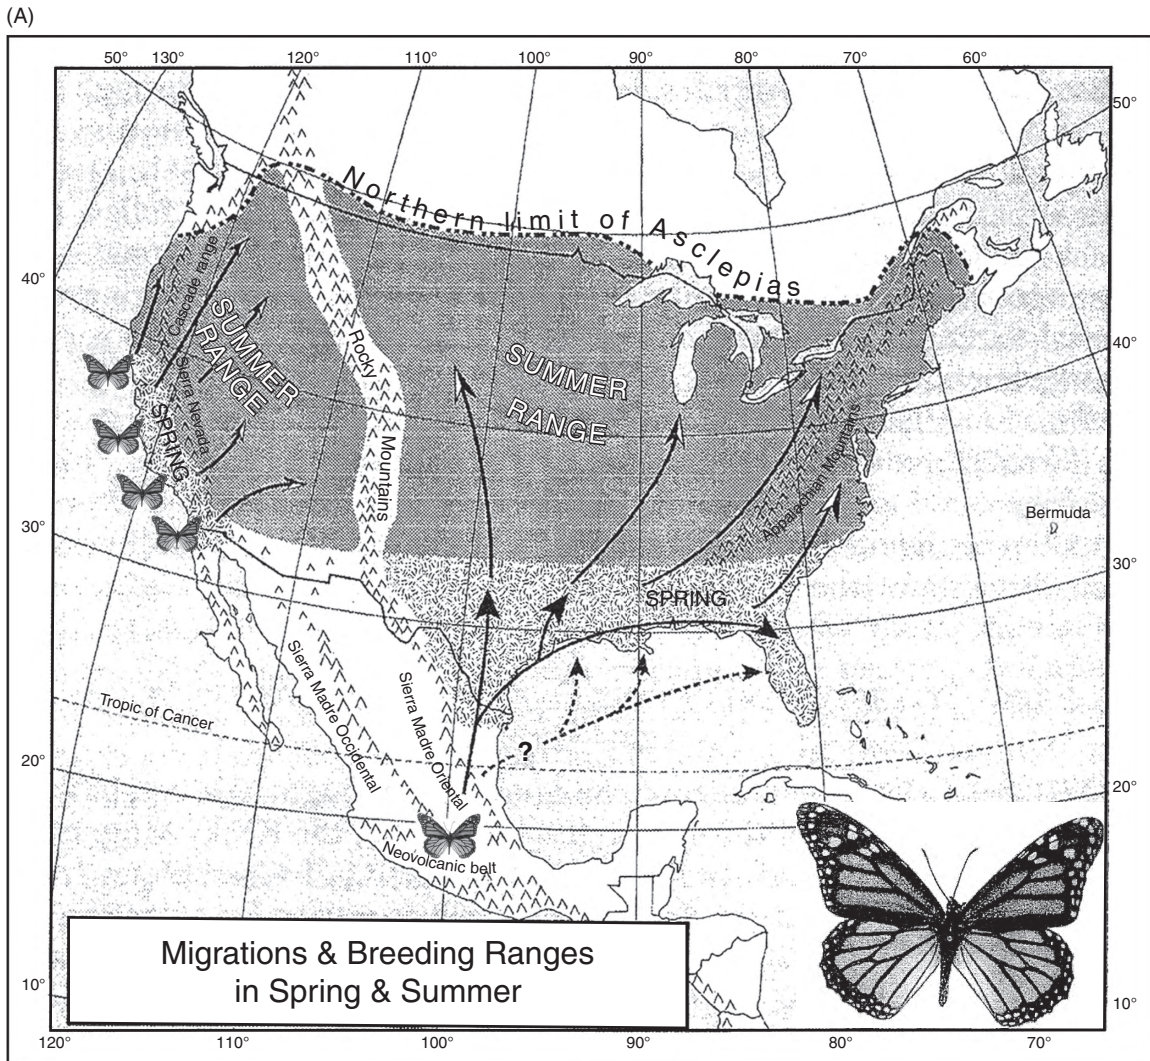 (A)
50° 130° 120° 110° 100° 90° 80° 70° 60°
50°
Northern limit of Asclepias
40°
Cascade range
SUMMER
RANGE
Rocky
Mountains
SUMMER
RANGE
40°
Sierra Nevada
SPRING
Appalachian Mountains
Bermuda
30°
30°
SPRING
Sierra Madre Occidental
Sierra Madre Oriental
Tropic of Cancer
?
20°
20°
Neovolcanic belt
Migrations & Breeding Ranges
in Spring & Summer
10°
10°
120° 110° 100° 90° 80° 70°